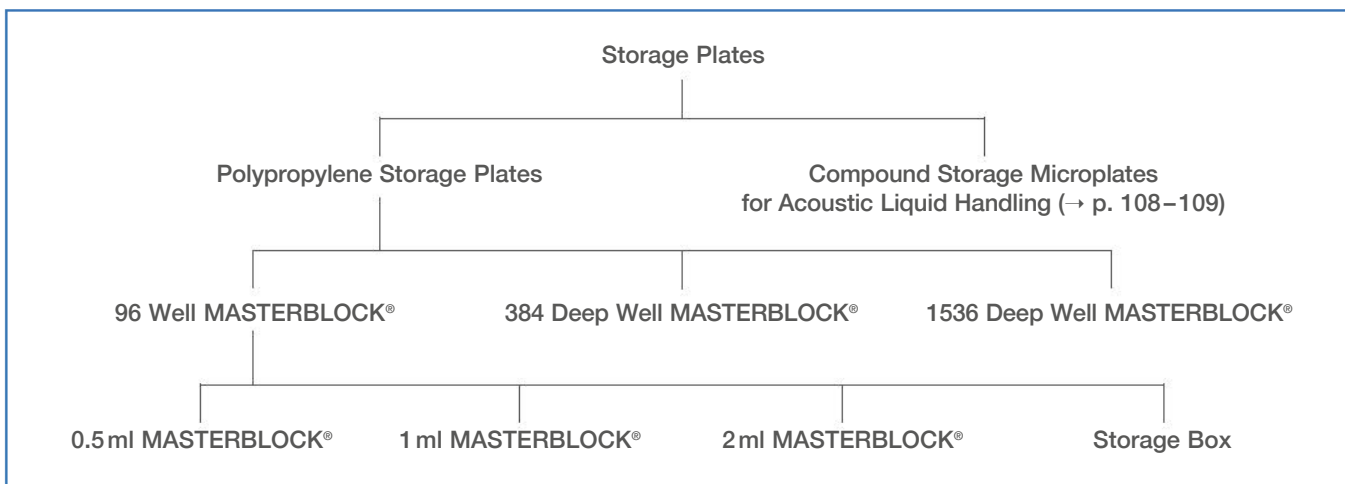 Storage Plates
Polypropylene Storage Plates
Compound Storage Microplates
for Acoustic Liquid Handling (→ p. 108–109)
96 Well MASTERBLOCK®
384 Deep Well MASTERBLOCK®
1536 Deep Well MASTERBLOCK®
0.5 ml MASTERBLOCK®
1 ml MASTERBLOCK®
2 ml MASTERBLOCK®
Storage Box